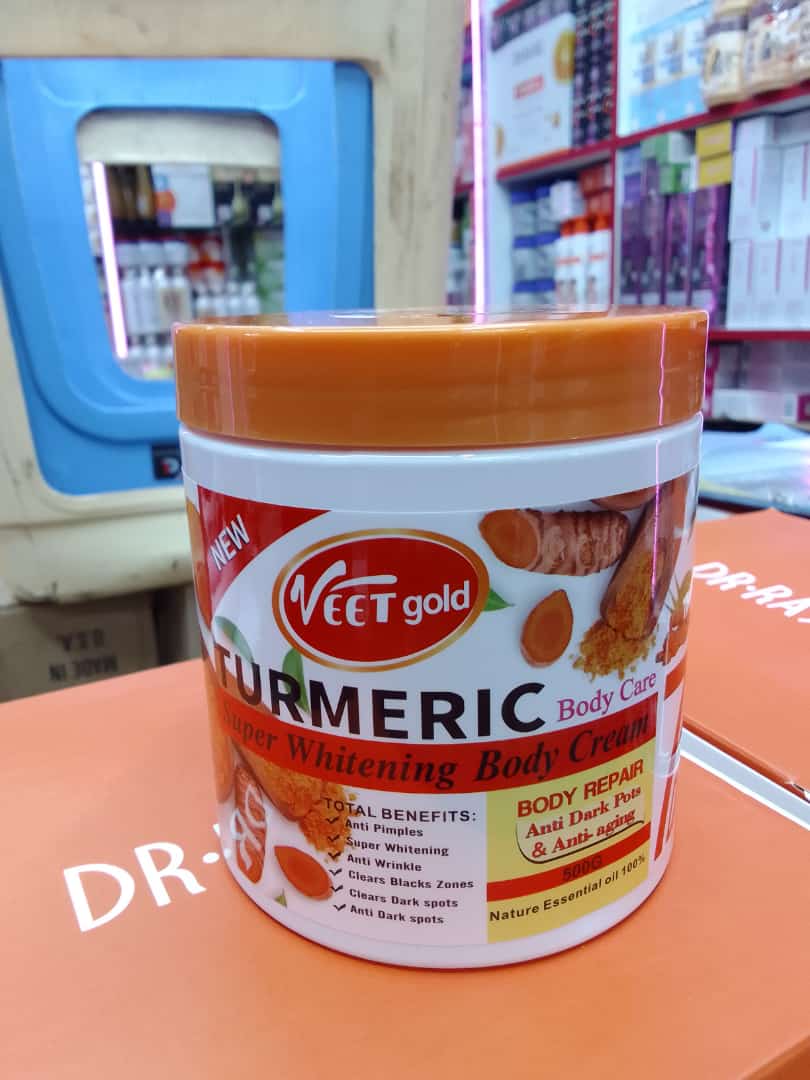 NEW
VEET gold
TURMERIC Body Care
Super Whitening Body Cream
TOTAL BENEFITS:
Anti Pimples
Super Whitening
Anti Wrinkle
Clears Blacks Zones
Clears Dark spots
Anti Dark spots
BODY REPAIR
Anti Dark Pots
& Anti- aging
500G
Nature Essential oil 100%
MADE IN
U.S.A
DR-RA
DR-